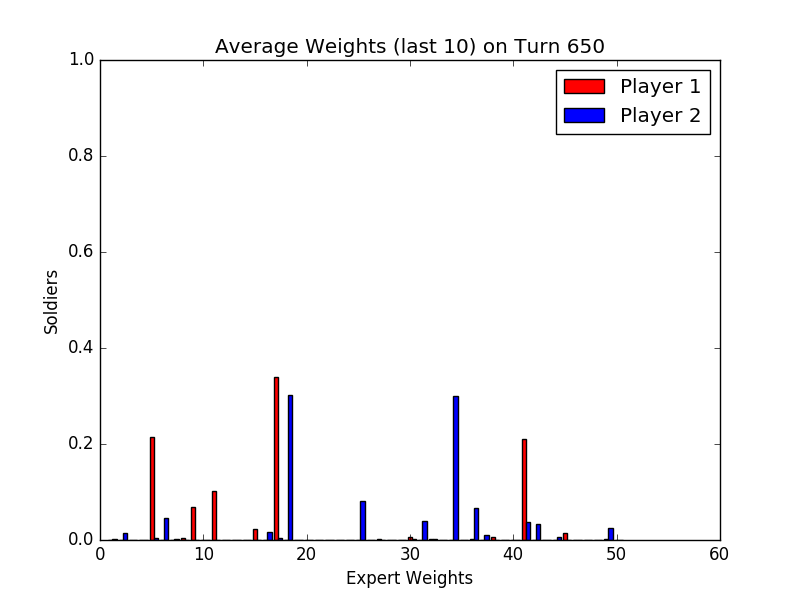 Average Weights (last 10) on Turn 650
1.0
0.8
0.6
0.4
0.2
0.0
Soldiers
Player 1
Player 2
0 10 20 30 40 50 60
Expert Weights